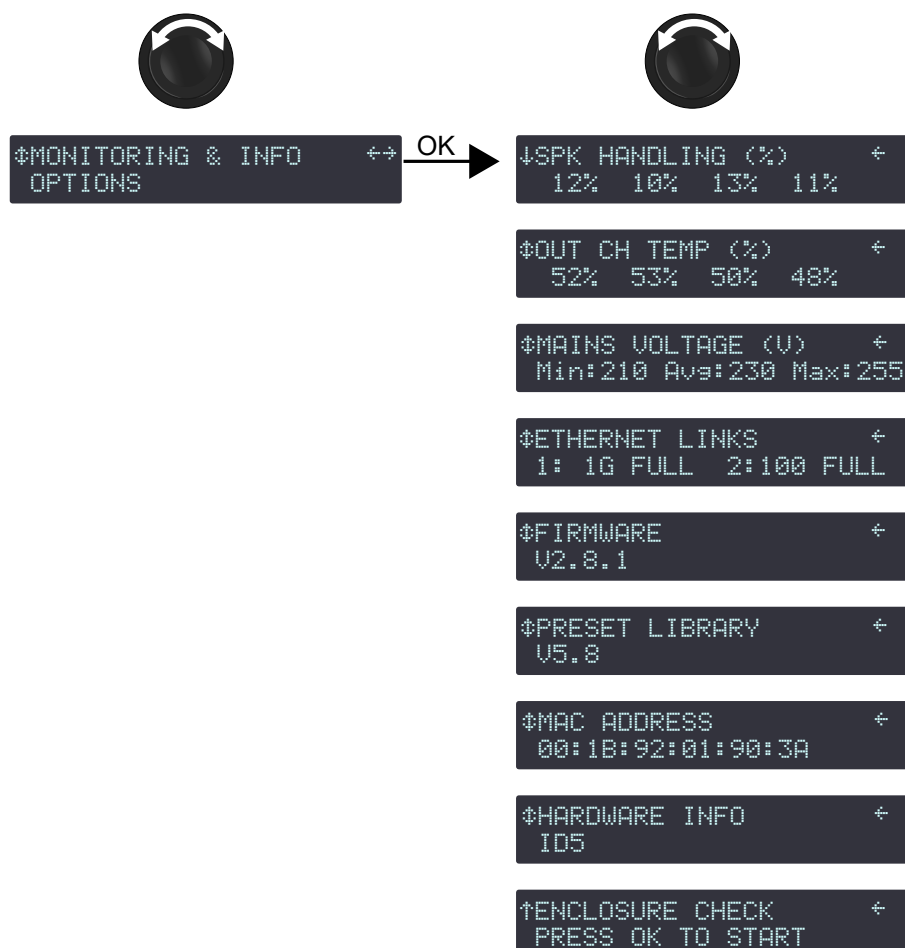 ↕MONITORING & INFO ←→
OPTIONS
OK
↓SPK HANDLING (%) ←
12% 10% 13% 11%
↕OUT CH TEMP (%) ←
52% 53% 50% 48%
↕MAINS VOLTAGE (V) ←
Min:210 Avg:230 Max:255
↕ETHERNET LINKS ←
1: 1G FULL 2:100 FULL
↕FIRMWARE ←
V2.8.1
↕PRESET LIBRARY ←
V5.8
↕MAC ADDRESS ←
00:1B:92:01:90:3A
↕HARDWARE INFO ←
ID5
↑ENCLOSURE CHECK ←
PRESS OK TO START